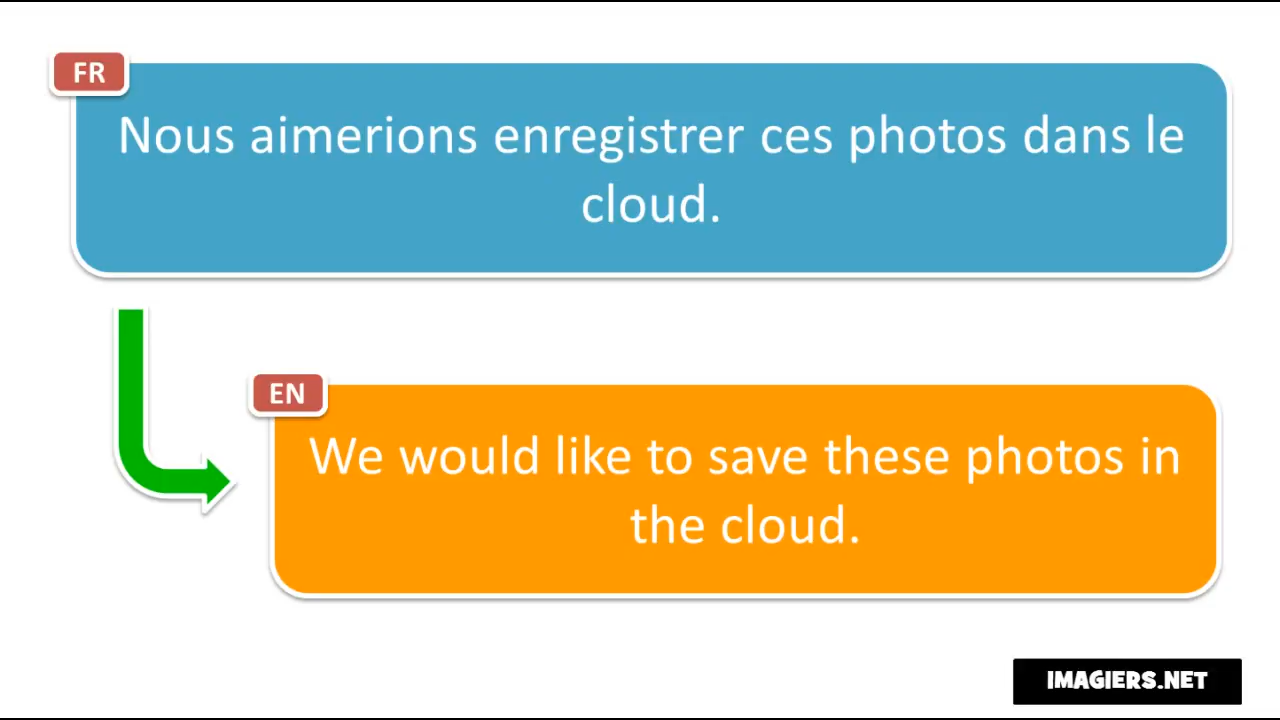 FR
Nous aimerions enregistrer ces photos dans le
cloud.
EN
We would like to save these photos in
the cloud.
IMAGIERS.NET